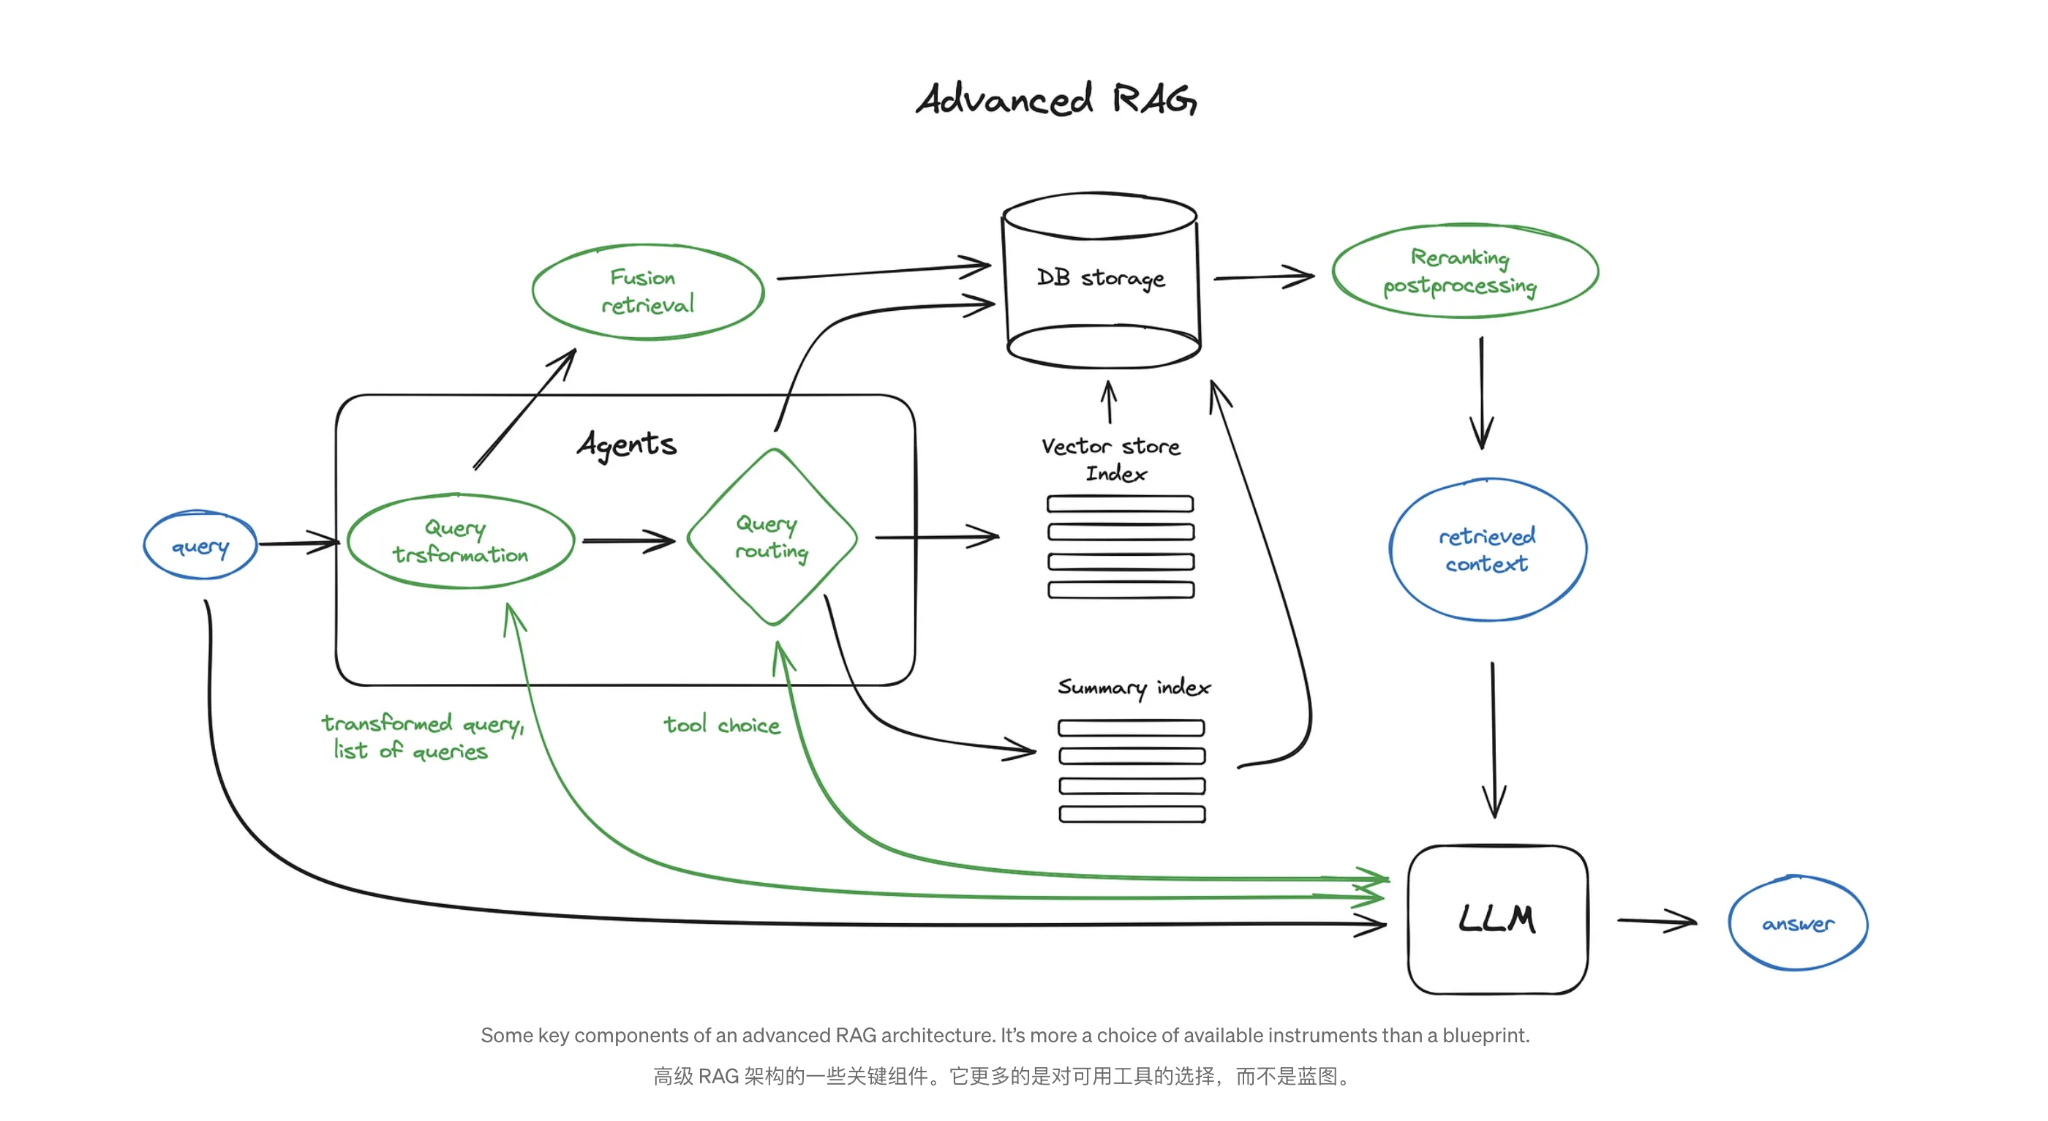 Advanced RAG
Fusion
retrieval
DB storage
Reranking
postprocessing
Agents
Vector store
Index
query
Query
trsformation
Query
routing
retrieved
context
Summary index
transformed query,
list of queries
tool choice
LLM
answer
Some key components of an advanced RAG architecture. It's more a choice of available instruments than a blueprint.
高级 RAG 架构的一些关键组件。它更多的是对可用工具的选择，而不是蓝图。